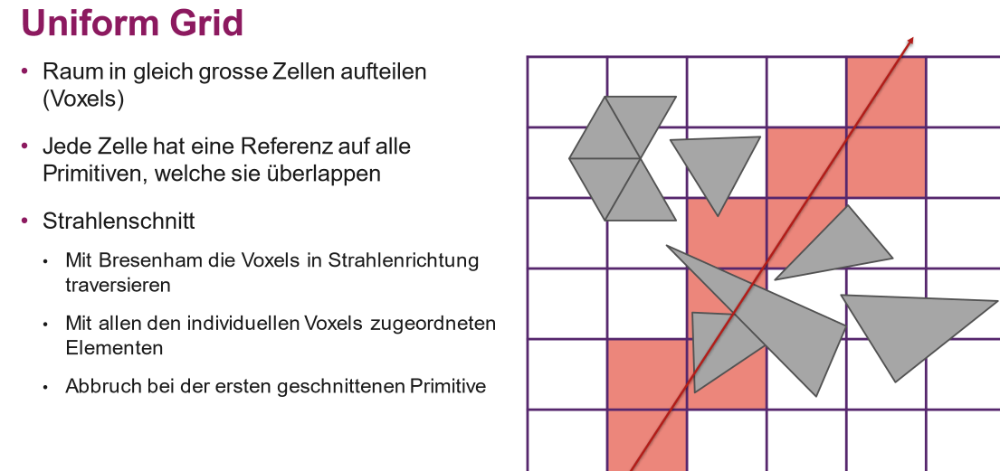 Uniform Grid
• Raum in gleich grosse Zellen aufteilen
(Voxels)
• Jede Zelle hat eine Referenz auf alle
Primitiven, welche sie überlappen
• Strahlenschnitt
• Mit Bresenham die Voxels in Strahlenrichtung
traversieren
• Mit allen den individuellen Voxels zugeordneten
Elementen
• Abbruch bei der ersten geschnittenen Primitive